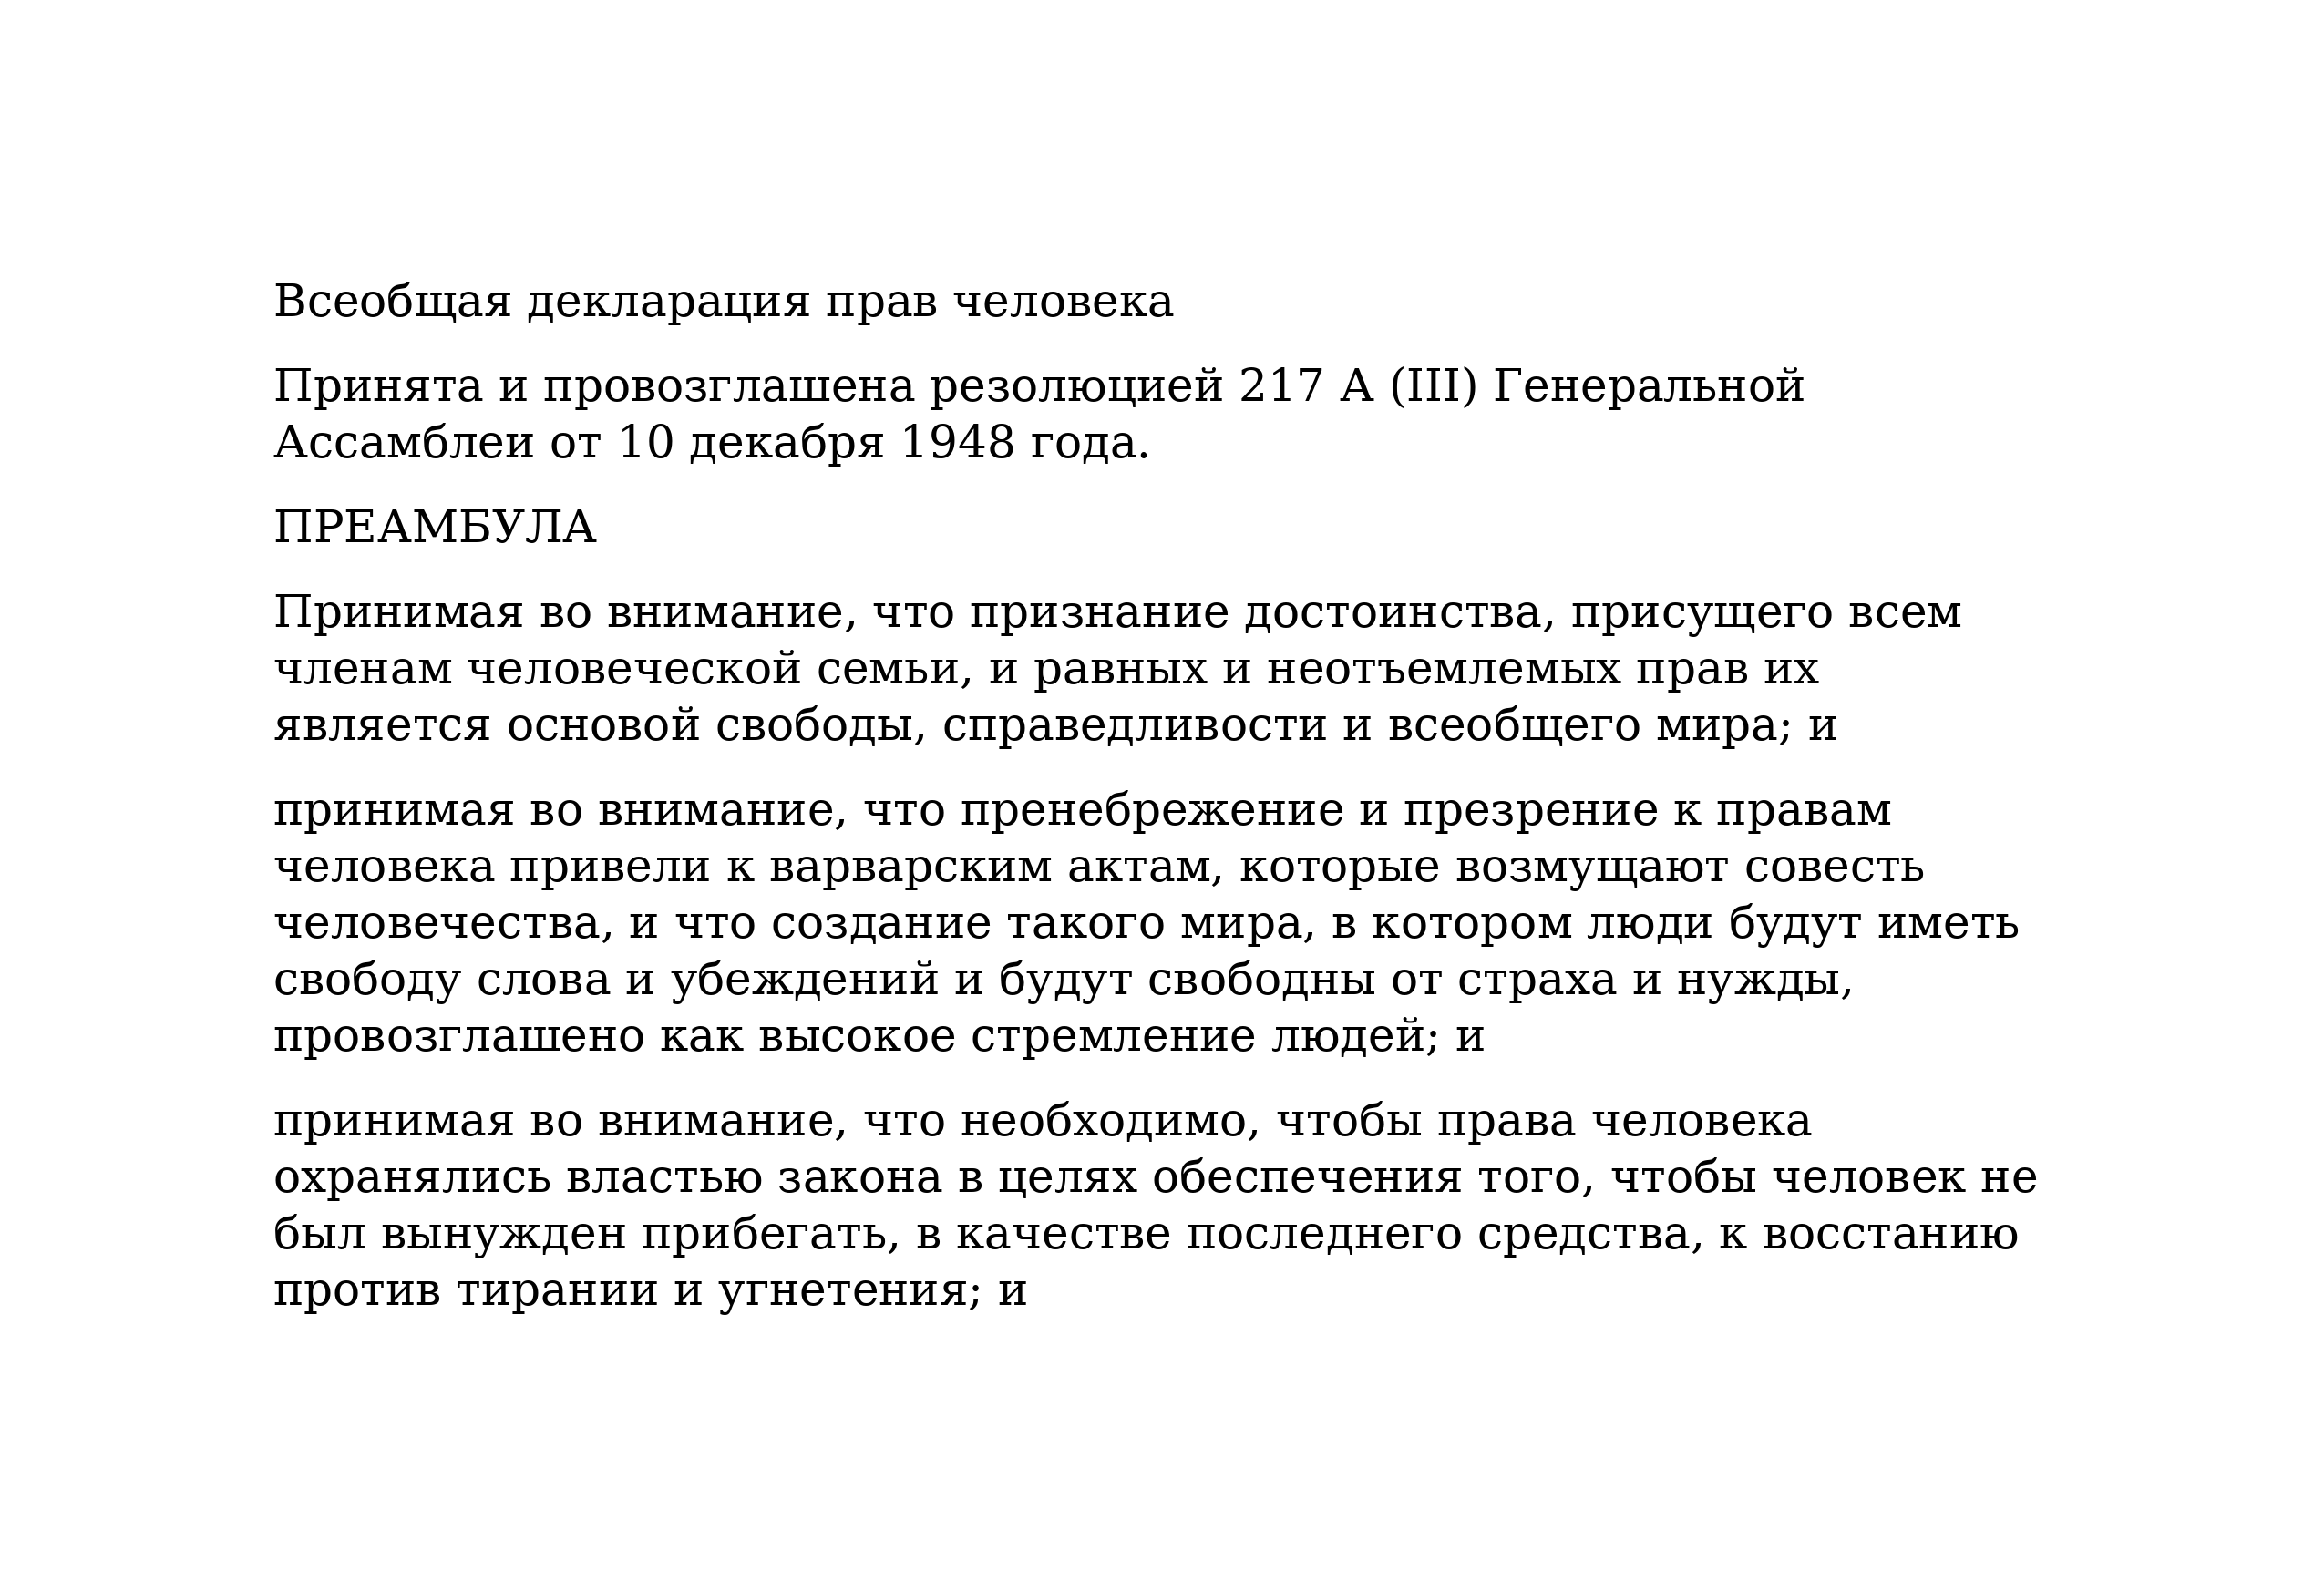 Всеобщая декларация прав человека
Принята и провозглашена резолюцией 217 А (III) Генеральной
Ассамблеи от 10 декабря 1948 года.
ПРЕАМБУЛА
Принимая во внимание, что признание достоинства, присущего всем
членам человеческой семьи, и равных и неотъемлемых прав их
является основой свободы, справедливости и всеобщего мира; и
принимая во внимание, что пренебрежение и презрение к правам
человека привели к варварским актам, которые возмущают совесть
человечества, и что создание такого мира, в котором люди будут иметь
свободу слова и убеждений и будут свободны от страха и нужды,
провозглашено как высокое стремление людей; и
принимая во внимание, что необходимо, чтобы права человека
охранялись властью закона в целях обеспечения того, чтобы человек не
был вынужден прибегать, в качестве последнего средства, к восстанию
против тирании и угнетения; и